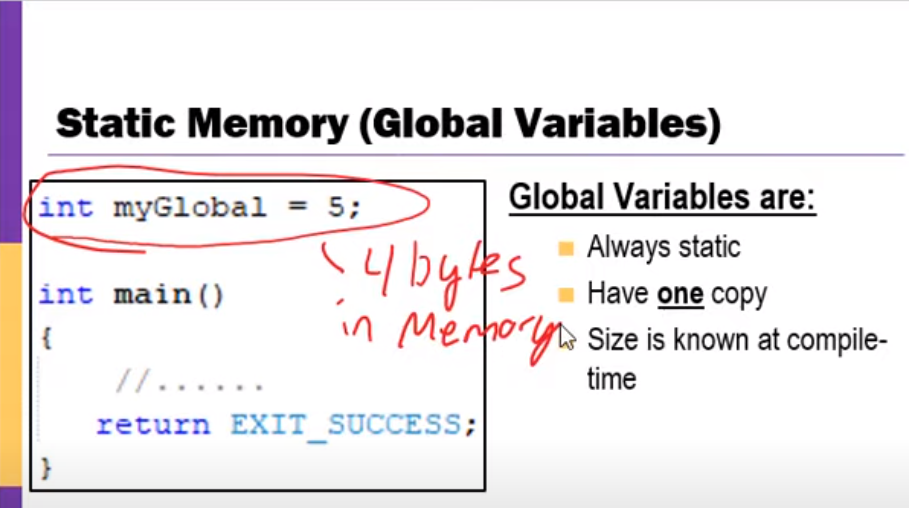 Static Memory (Global Variables)
int myGlobal = 5;
4 bytes
in Memory
int main()
{
//......
return EXIT_SUCCESS;
}
Global Variables are:
Always static
Have one copy
Size is known at compile-
time